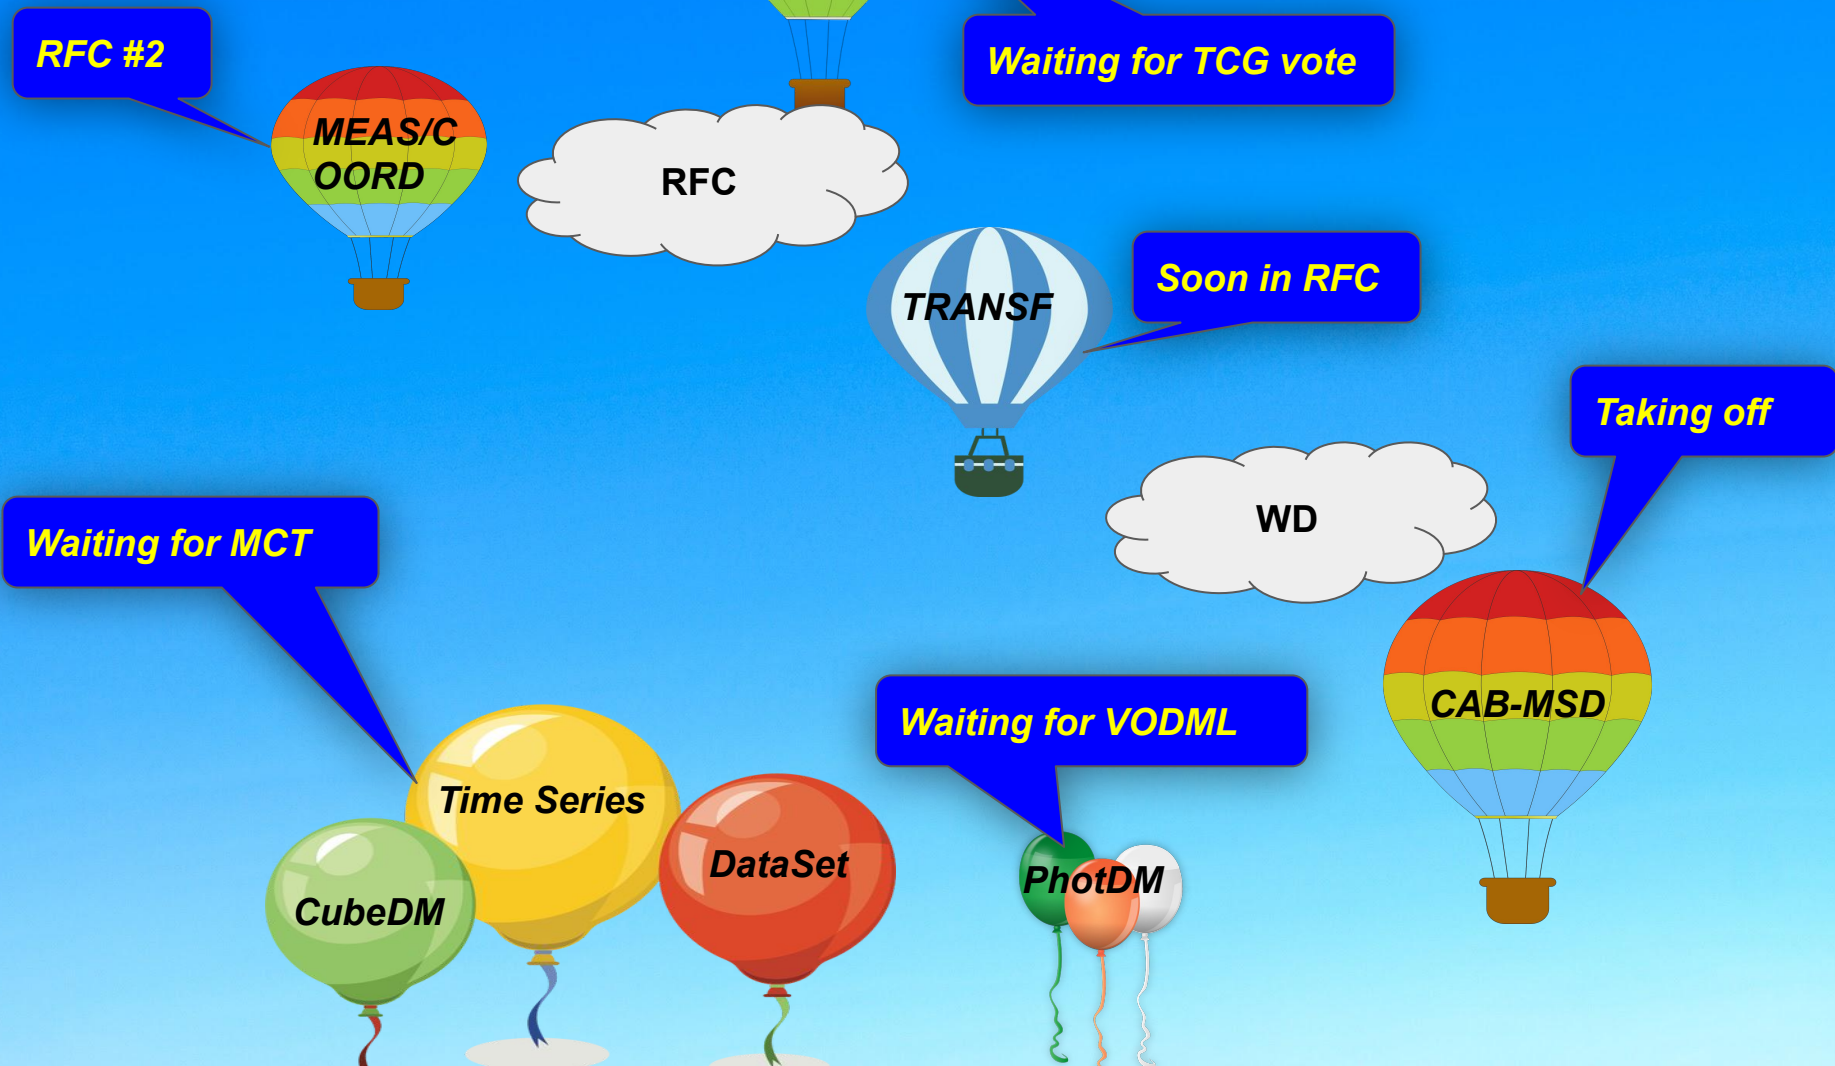 RFC #2
Waiting for TCG vote
MEAS/C
OORD
RFC
TRANSF
Soon in RFC
Taking off
WD
Waiting for MCT
CAB-MSD
Waiting for VODML
Time Series
DataSet
PhotDM
CubeDM